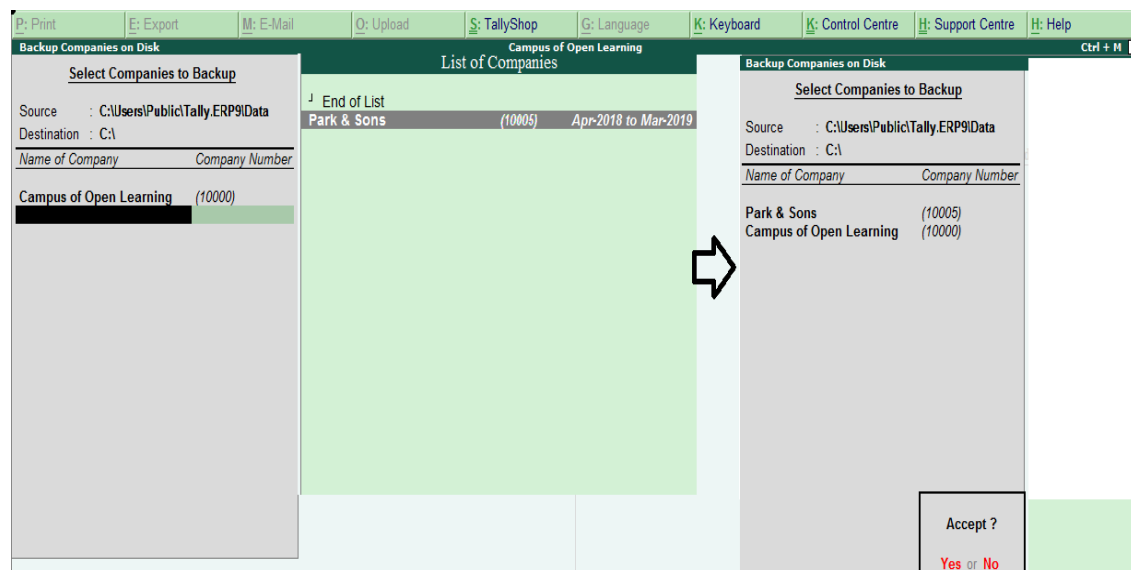 P: Print E: Export M: E-Mail O: Upload S: TallyShop G: Language K: Keyboard K: Control Centre H: Support Centre H: Help
Backup Companies on Disk
Select Companies to Backup
Source : C:\Users\Public\Tally.ERP9\Data
Destination : C:\
Name of Company Company Number
Campus of Open Learning (10000)
Campus of Open Learning
List of Companies
┘ End of List
Park & Sons (10005) Apr-2018 to Mar-2019
Ctrl + M
Backup Companies on Disk
Select Companies to Backup
Source : C:\Users\Public\Tally.ERP9\Data
Destination : C:\
Name of Company Company Number
Park & Sons (10005)
Campus of Open Learning (10000)
Accept ?
Yes or No